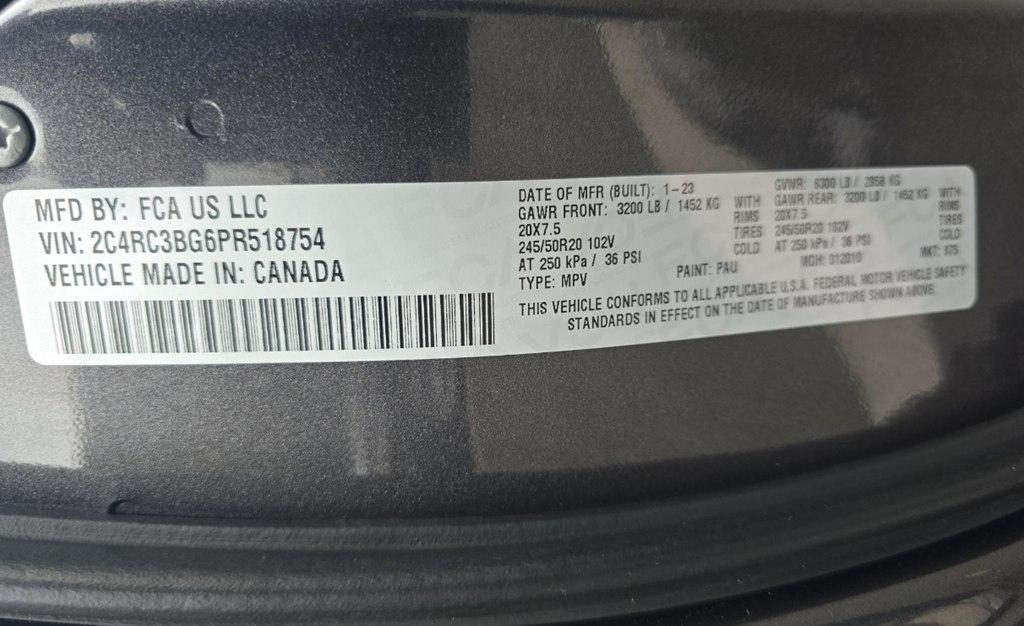 MFD BY: FCA US LLC
VIN: 2C4RC3BG6PR518754
VEHICLE MADE IN: CANADA
DATE OF MFR (BUILT): 1-23 GVWR: 6300 LB / 2858 KG
GAWR FRONT: 3200 LB / 1452 KG WITH GAWR REAR: 3200 LB / 1452 KG WITH
20X7.5 RIMS 20X7.5 RIMS
245/50R20 102V TIRES 245/50R20 102V TIRES
AT 250 kPa / 36 PSI COLD AT 250 kPa / 36 PSI COLD
TYPE: MPV PAINT: PAU MDH: 012010 MKT:
THIS VEHICLE CONFORMS TO ALL APPLICABLE U.S.A. FEDERAL MOTOR VEHICLE SAFETY
STANDARDS IN EFFECT ON THE DATE OF MANUFACTURE SHOWN ABOVE.